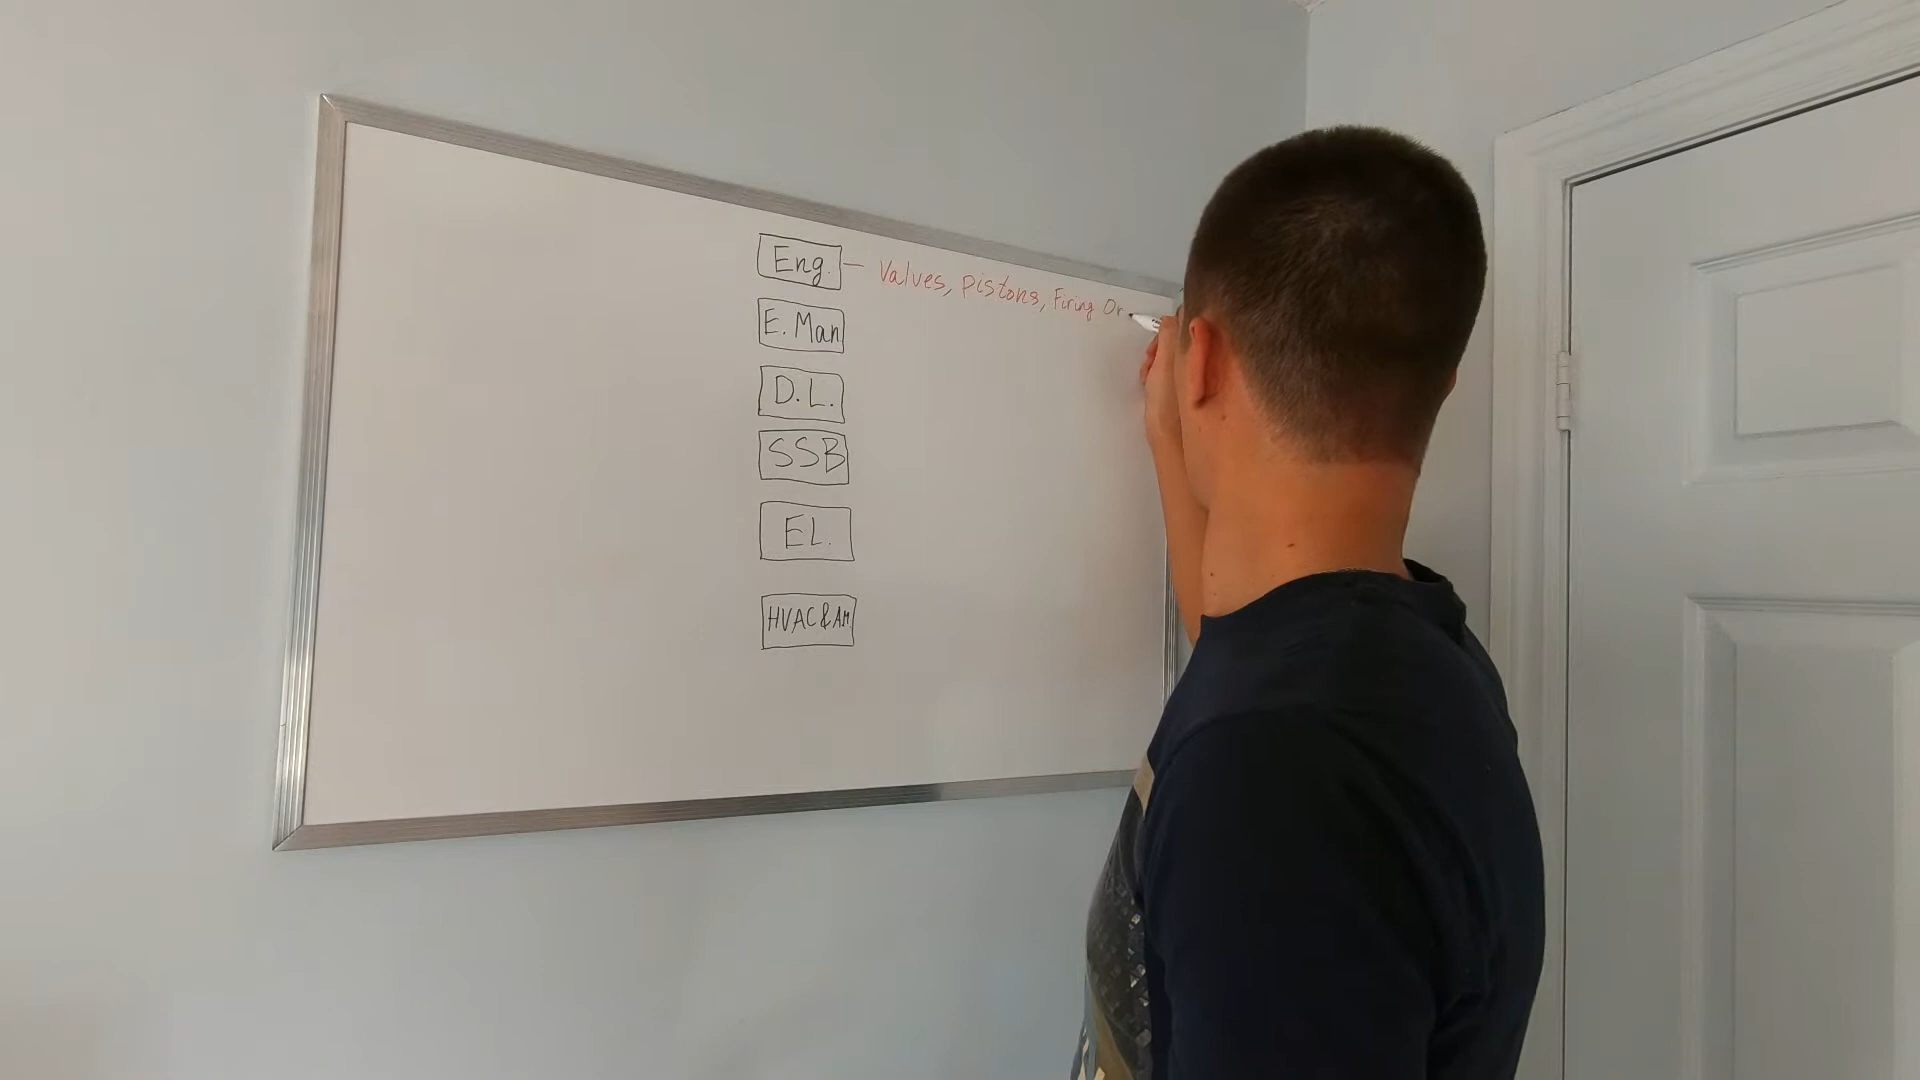 Eng. — Valves, Pistons, Firing Or
E. Man
D.L.
SSB
EL.
HVAC & AM.